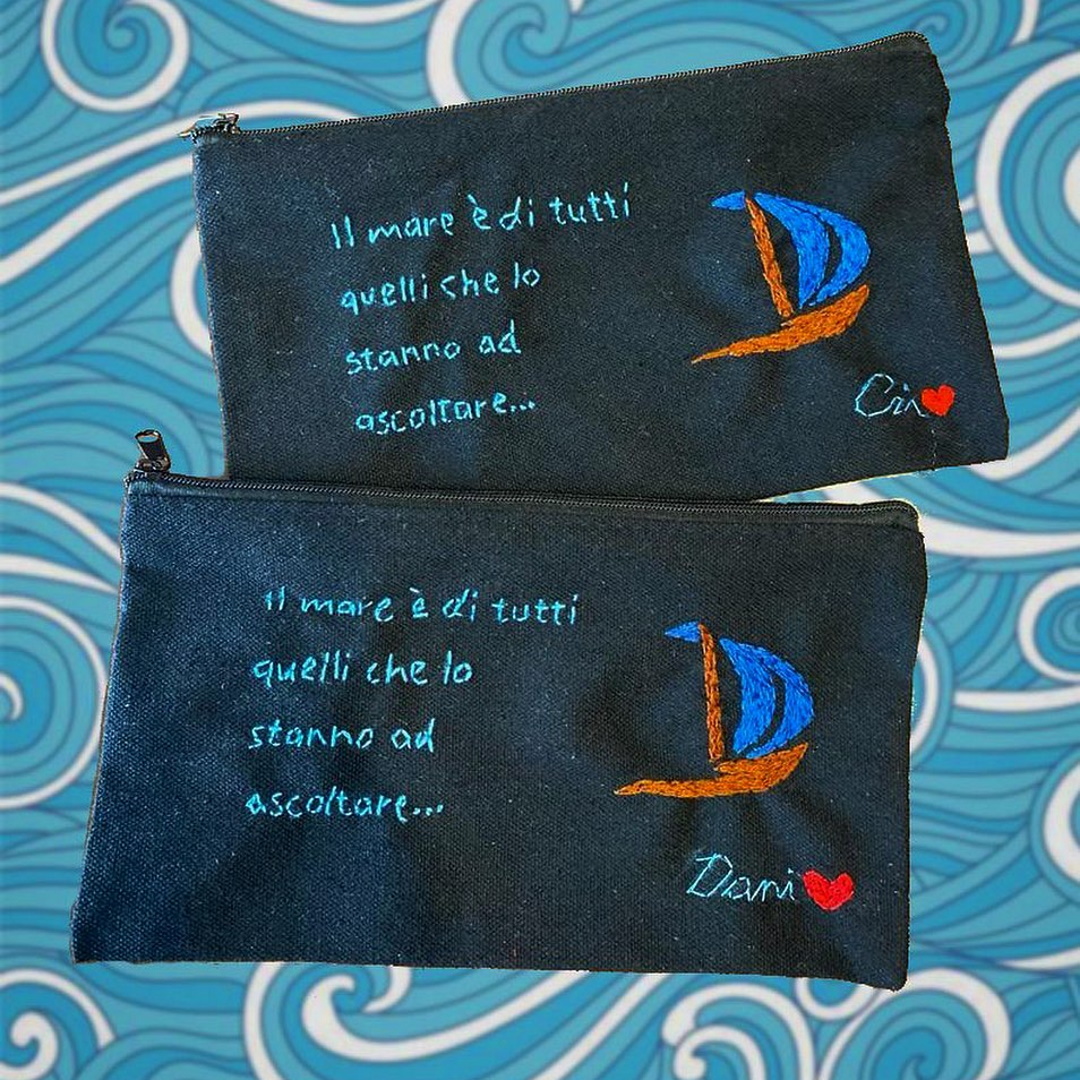 Il mare è di tutti
quelli che lo
stanno ad
ascoltare...
Cri
Il mare è di tutti
quelli che lo
stanno ad
ascoltare...
Dani